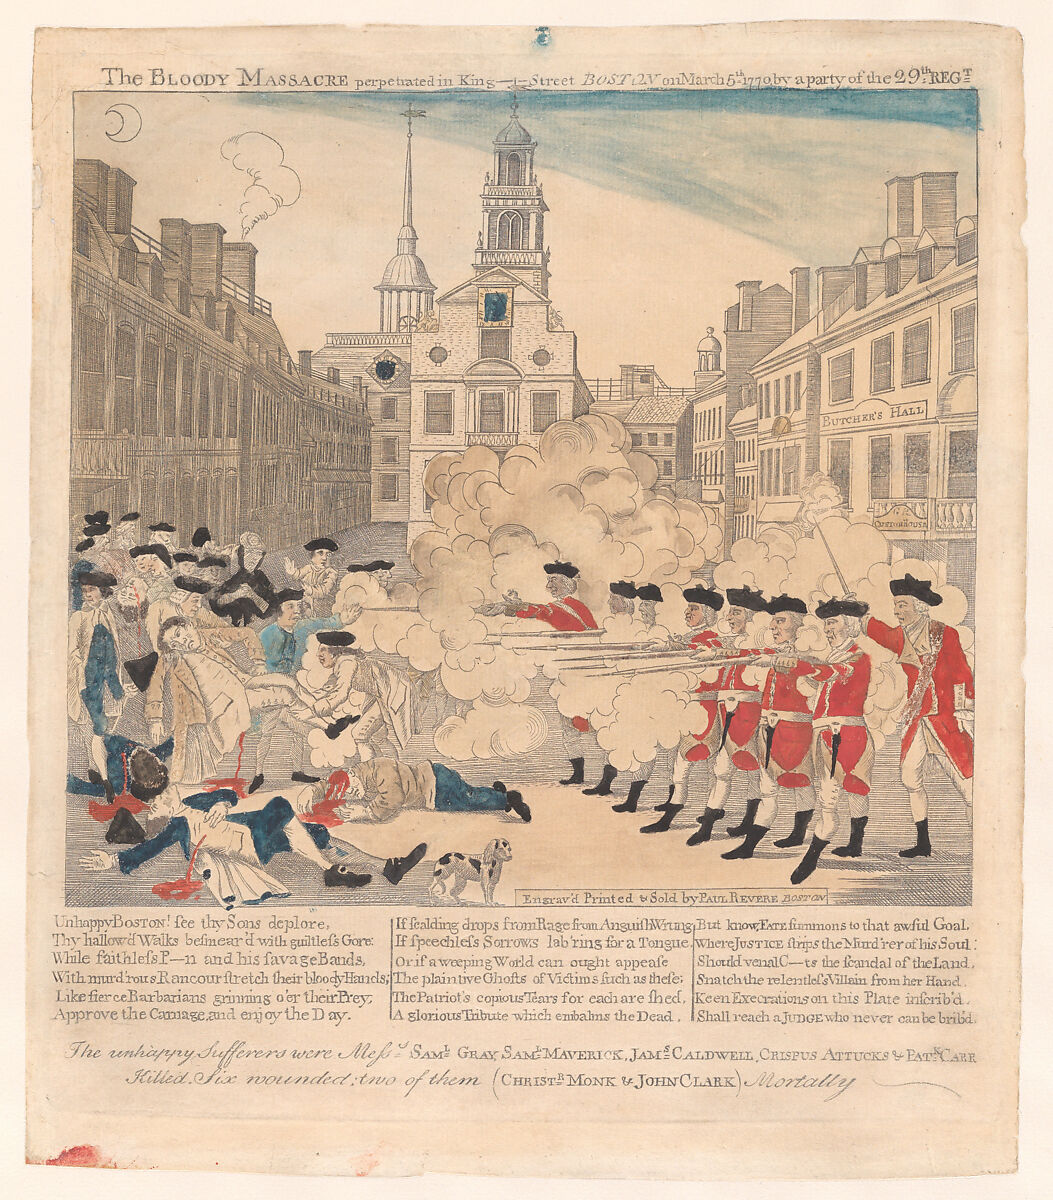 The BLOODY MASSACRE perpetrated in King—Street BOSTON on March 5th 1770 by a party of the 29th REGT
BUTCHER'S HALL
CUSTOM HOUSE
Engrav'd Printed & Sold by PAUL REVERE BOSTON
Unhappy BOSTON! ſee thy Sons deplore,
Thy hallow'd Walks beſmear'd with guiltleſs Gore:
While faithleſs P—n and his ſavage Bands,
With murd'rous Rancour ſtretch their bloody Hands;
Like fierce Barbarians grinning o'er their Prey,
Approve the Carnage, and enjoy the Day.
If ſcalding drops from Rage from Anguiſh Wrung
If ſpeechleſs Sorrows lab'ring for a Tongue,
Or if a weeping World can ought appeaſe
The plaintive Ghoſts of Victims ſuch as theſe;
The Patriot's copious Tears for each are ſhed,
A glorious Tribute which embalms the Dead.
But know, FATE ſummons to that awful Goal,
Where JUSTICE ſtrips the Murd'rer of his Soul:
Should venal C—ts the ſcandal of the Land,
Snatch the relentleſs Villain from her Hand,
Keen Execrations on this Plate inſcrib'd,
Shall reach a JUDGE who never can be brib'd.
The unhappy Sufferers were Meſsrs SAML GRAY, SAML MAVERICK, JAMS CALDWELL, CRISPUS ATTUCKS & PATK CARR
Killed. Six wounded; two of them (CHRISTR MONK & JOHN CLARK) Mortally